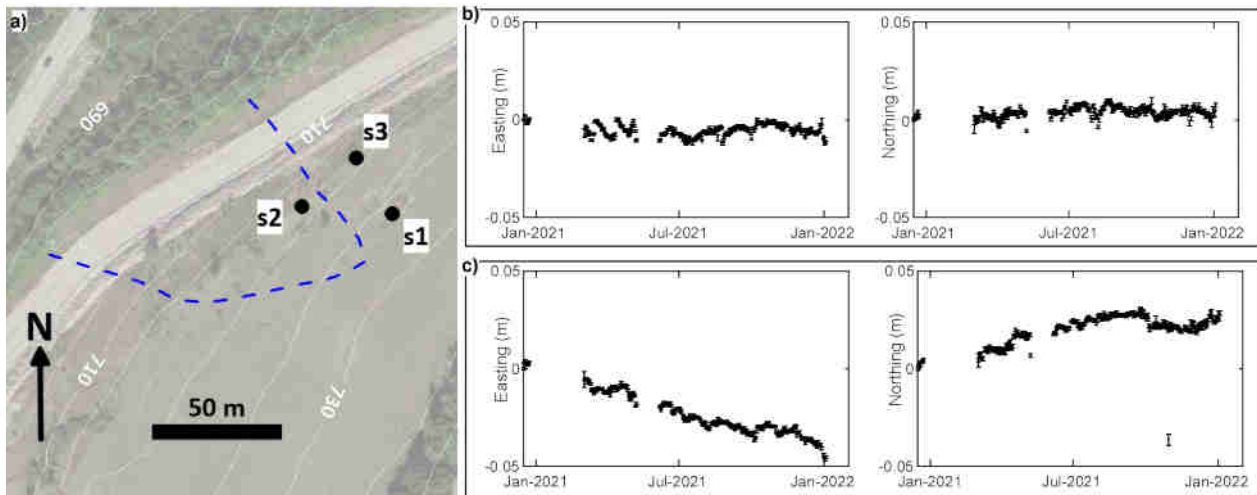 a)
690
710
s3
s2
s1
N
710
50 m
730
b)
0.05
0
-0.05
Easting (m)
Jan-2021
Jul-2021
Jan-2022
0.05
0
-0.05
Northing (m)
Jan-2021
Jul-2021
Jan-2022
c)
0.05
0
-0.05
Easting (m)
Jan-2021
Jul-2021
Jan-2022
0.05
0
-0.05
Northing (m)
Jan-2021
Jul-2021
Jan-2022